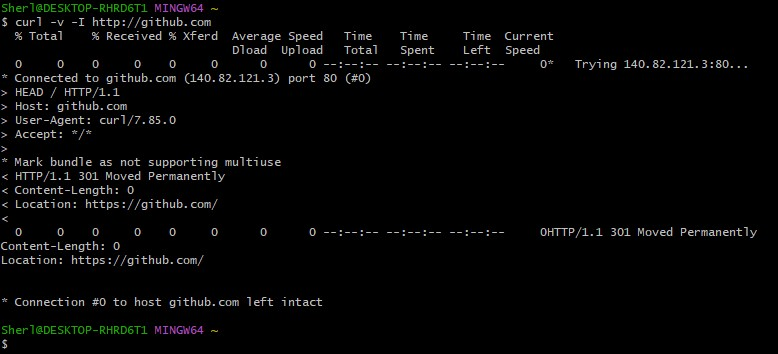 Sherl@DESKTOP-RHRD6T1 MINGW64 ~
$ curl -v -I http://github.com
  % Total    % Received % Xferd  Average Speed   Time    Time     Time  Current
                                 Dload  Upload   Total   Spent    Left  Speed
  0     0    0     0    0     0      0      0 --:--:-- --:--:-- --:--:--     0*   Trying 140.82.121.3:80...
* Connected to github.com (140.82.121.3) port 80 (#0)
> HEAD / HTTP/1.1
> Host: github.com
> User-Agent: curl/7.85.0
> Accept: */*
>
* Mark bundle as not supporting multiuse
< HTTP/1.1 301 Moved Permanently
< Content-Length: 0
< Location: https://github.com/
<
  0     0    0     0    0     0      0      0 --:--:-- --:--:-- --:--:--     0HTTP/1.1 301 Moved Permanently
Content-Length: 0
Location: https://github.com/
* Connection #0 to host github.com left intact
Sherl@DESKTOP-RHRD6T1 MINGW64 ~
$